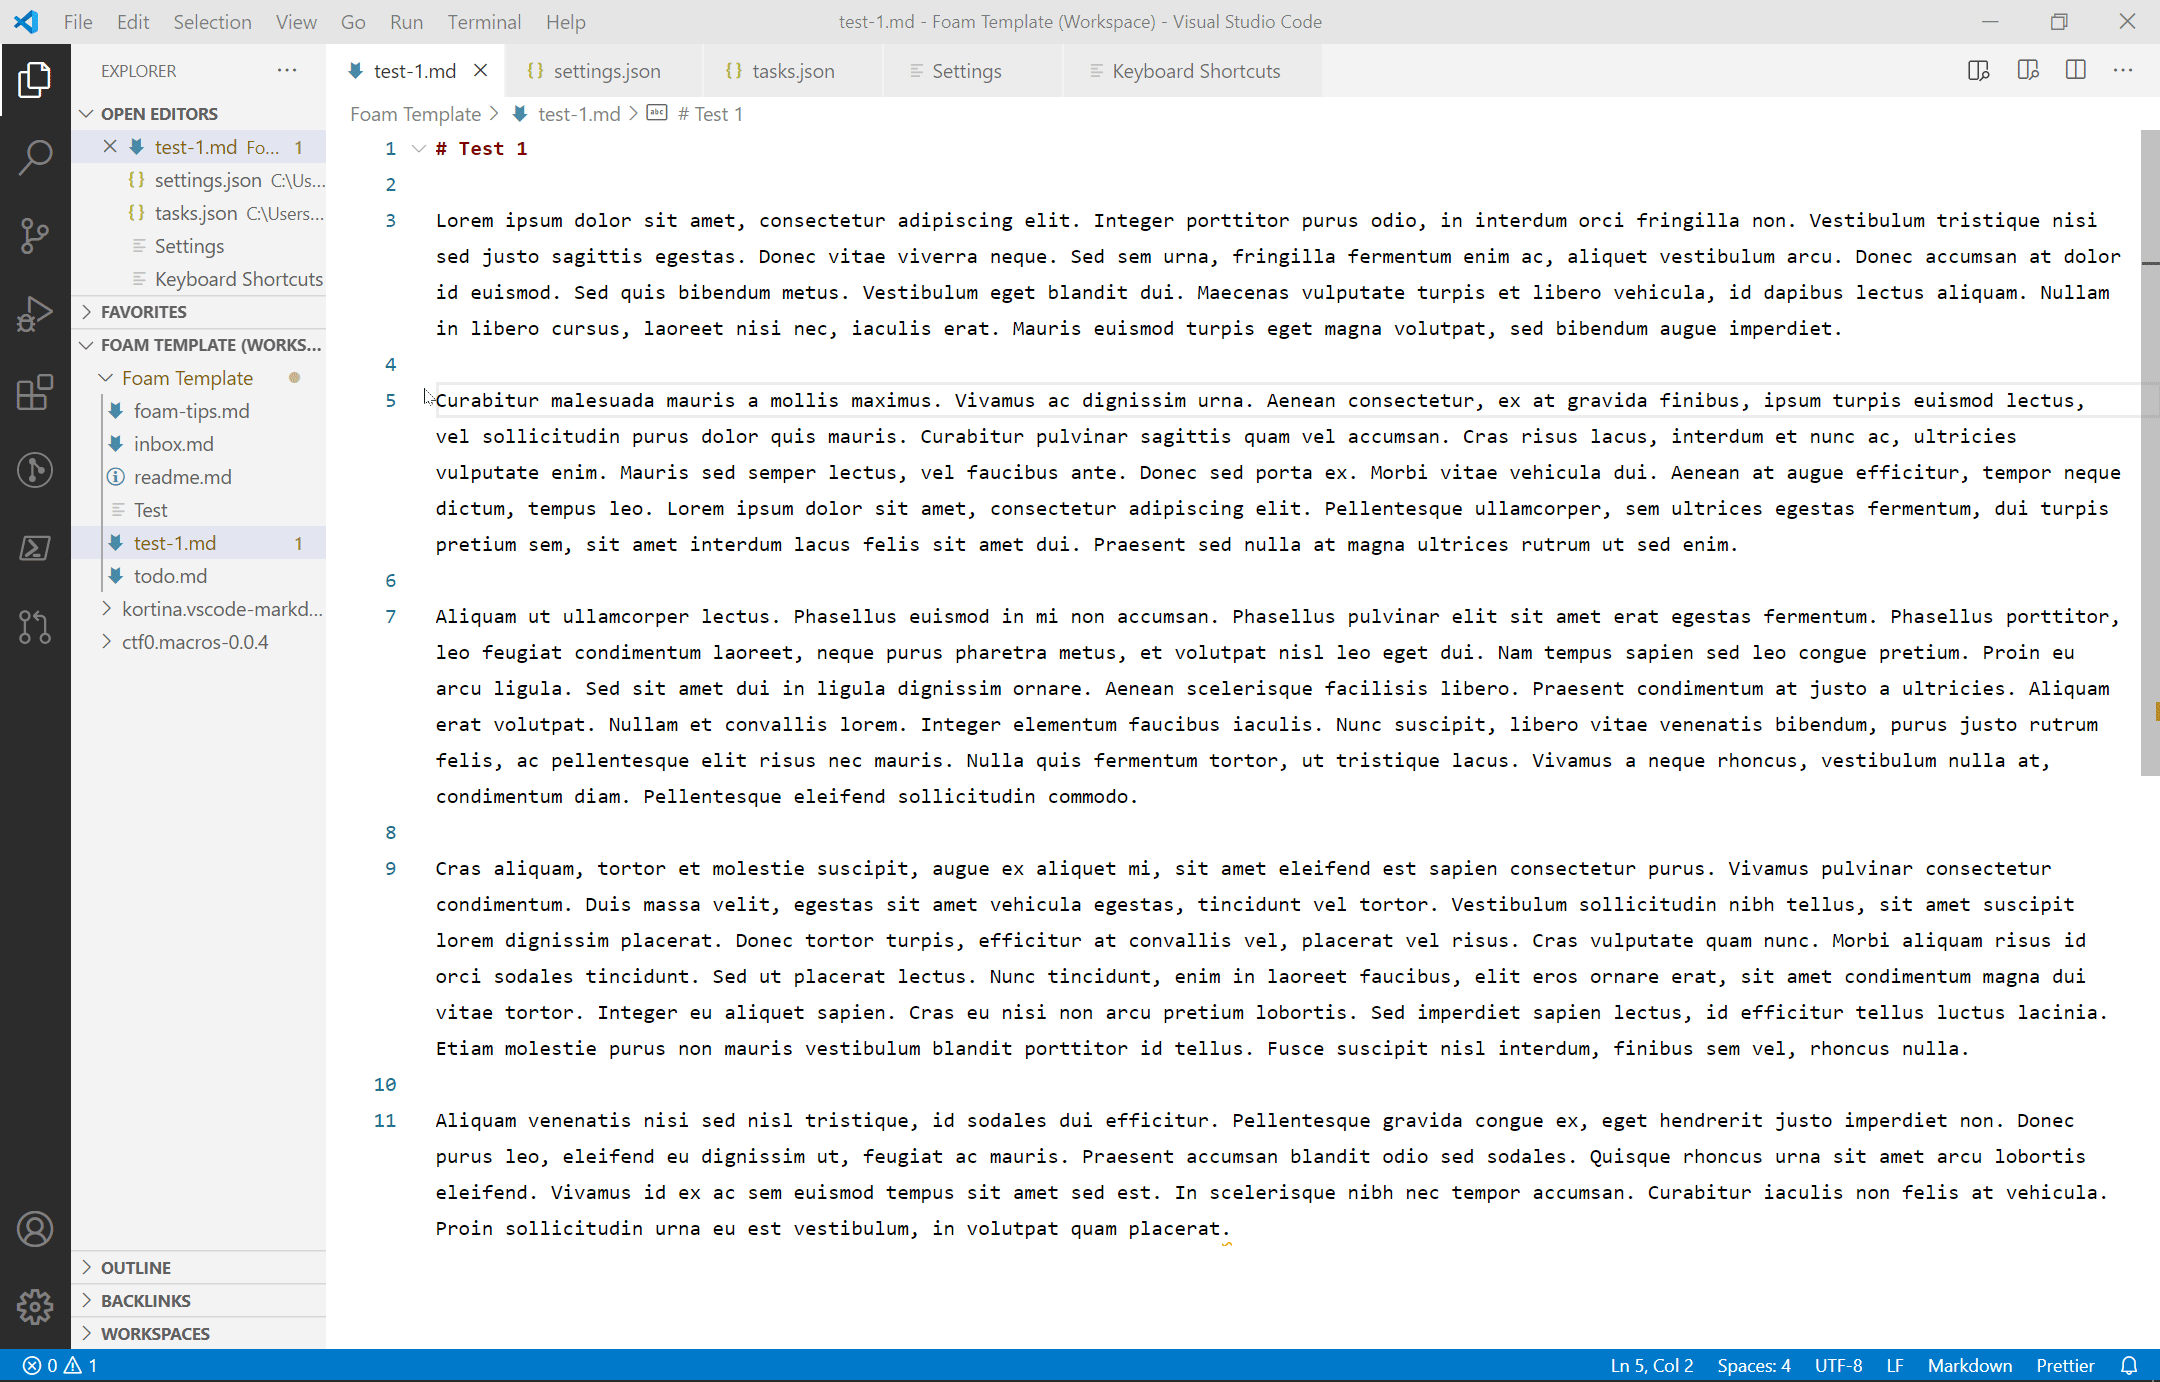 File Edit Selection View Go Run Terminal Help
test-1.md - Foam Template (Workspace) - Visual Studio Code
EXPLORER
OPEN EDITORS
test-1.md Fo... 1
settings.json C:\Us...
tasks.json C:\Users...
Settings
Keyboard Shortcuts
FAVORITES
FOAM TEMPLATE (WORKS...
Foam Template
foam-tips.md
inbox.md
readme.md
Test
test-1.md 1
todo.md
kortina.vscode-markd...
ctf0.macros-0.0.4
OUTLINE
BACKLINKS
WORKSPACES
test-1.md settings.json tasks.json Settings Keyboard Shortcuts
Foam Template > test-1.md > abc # Test 1
1 # Test 1
2
3 Lorem ipsum dolor sit amet, consectetur adipiscing elit. Integer porttitor purus odio, in interdum orci fringilla non. Vestibulum tristique nisi
sed justo sagittis egestas. Donec vitae viverra neque. Sed sem urna, fringilla fermentum enim ac, aliquet vestibulum arcu. Donec accumsan at dolor
id euismod. Sed quis bibendum metus. Vestibulum eget blandit dui. Maecenas vulputate turpis et libero vehicula, id dapibus lectus aliquam. Nullam
in libero cursus, laoreet nisi nec, iaculis erat. Mauris euismod turpis eget magna volutpat, sed bibendum augue imperdiet.
4
5 Curabitur malesuada mauris a mollis maximus. Vivamus ac dignissim urna. Aenean consectetur, ex at gravida finibus, ipsum turpis euismod lectus,
vel sollicitudin purus dolor quis mauris. Curabitur pulvinar sagittis quam vel accumsan. Cras risus lacus, interdum et nunc ac, ultricies
vulputate enim. Mauris sed semper lectus, vel faucibus ante. Donec sed porta ex. Morbi vitae vehicula dui. Aenean at augue efficitur, tempor neque
dictum, tempus leo. Lorem ipsum dolor sit amet, consectetur adipiscing elit. Pellentesque ullamcorper, sem ultrices egestas fermentum, dui turpis
pretium sem, sit amet interdum lacus felis sit amet dui. Praesent sed nulla at magna ultrices rutrum ut sed enim.
6
7 Aliquam ut ullamcorper lectus. Phasellus euismod in mi non accumsan. Phasellus pulvinar elit sit amet erat egestas fermentum. Phasellus porttitor,
leo feugiat condimentum laoreet, neque purus pharetra metus, et volutpat nisl leo eget dui. Nam tempus sapien sed leo congue pretium. Proin eu
arcu ligula. Sed sit amet dui in ligula dignissim ornare. Aenean scelerisque facilisis libero. Praesent condimentum at justo a ultricies. Aliquam
erat volutpat. Nullam et convallis lorem. Integer elementum faucibus iaculis. Nunc suscipit, libero vitae venenatis bibendum, purus justo rutrum
felis, ac pellentesque elit risus nec mauris. Nulla quis fermentum tortor, ut tristique lacus. Vivamus a neque rhoncus, vestibulum nulla at,
condimentum diam. Pellentesque eleifend sollicitudin commodo.
8
9 Cras aliquam, tortor et molestie suscipit, augue ex aliquet mi, sit amet eleifend est sapien consectetur purus. Vivamus pulvinar consectetur
condimentum. Duis massa velit, egestas sit amet vehicula egestas, tincidunt vel tortor. Vestibulum sollicitudin nibh tellus, sit amet suscipit
lorem dignissim placerat. Donec tortor turpis, efficitur at convallis vel, placerat vel risus. Cras vulputate quam nunc. Morbi aliquam risus id
orci sodales tincidunt. Sed ut placerat lectus. Nunc tincidunt, enim in laoreet faucibus, elit eros ornare erat, sit amet condimentum magna dui
vitae tortor. Integer eu aliquet sapien. Cras eu nisi non arcu pretium lobortis. Sed imperdiet sapien lectus, id efficitur tellus luctus lacinia.
Etiam molestie purus non mauris vestibulum blandit porttitor id tellus. Fusce suscipit nisl interdum, finibus sem vel, rhoncus nulla.
10
11 Aliquam venenatis nisi sed nisl tristique, id sodales dui efficitur. Pellentesque gravida congue ex, eget hendrerit justo imperdiet non. Donec
purus leo, eleifend eu dignissim ut, feugiat ac mauris. Praesent accumsan blandit odio sed sodales. Quisque rhoncus urna sit amet arcu lobortis
eleifend. Vivamus id ex ac sem euismod tempus sit amet sed est. In scelerisque nibh nec tempor accumsan. Curabitur iaculis non felis at vehicula.
Proin sollicitudin urna eu est vestibulum, in volutpat quam placerat.
0 1 Ln 5, Col 2 Spaces: 4 UTF-8 LF Markdown Prettier